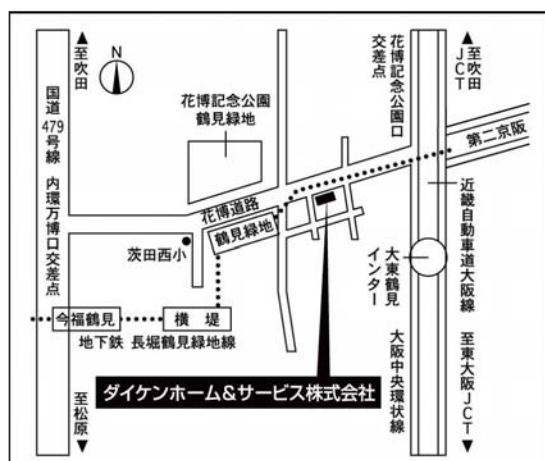 ▲至吹田
N
花博記念公園口
交差点
▲至吹田
JCT
国道479号線 内環万博口交差点
花博記念公園
鶴見緑地
第二京阪
花博道路
鶴見緑地
茨田西小
近畿自動車道大阪線
大東鶴見
インター
今福鶴見
横堤
地下鉄 長堀鶴見緑地線
大阪中央環状線
ダイケンホーム&サービス株式会社
至松原▼
至東大阪JCT▼